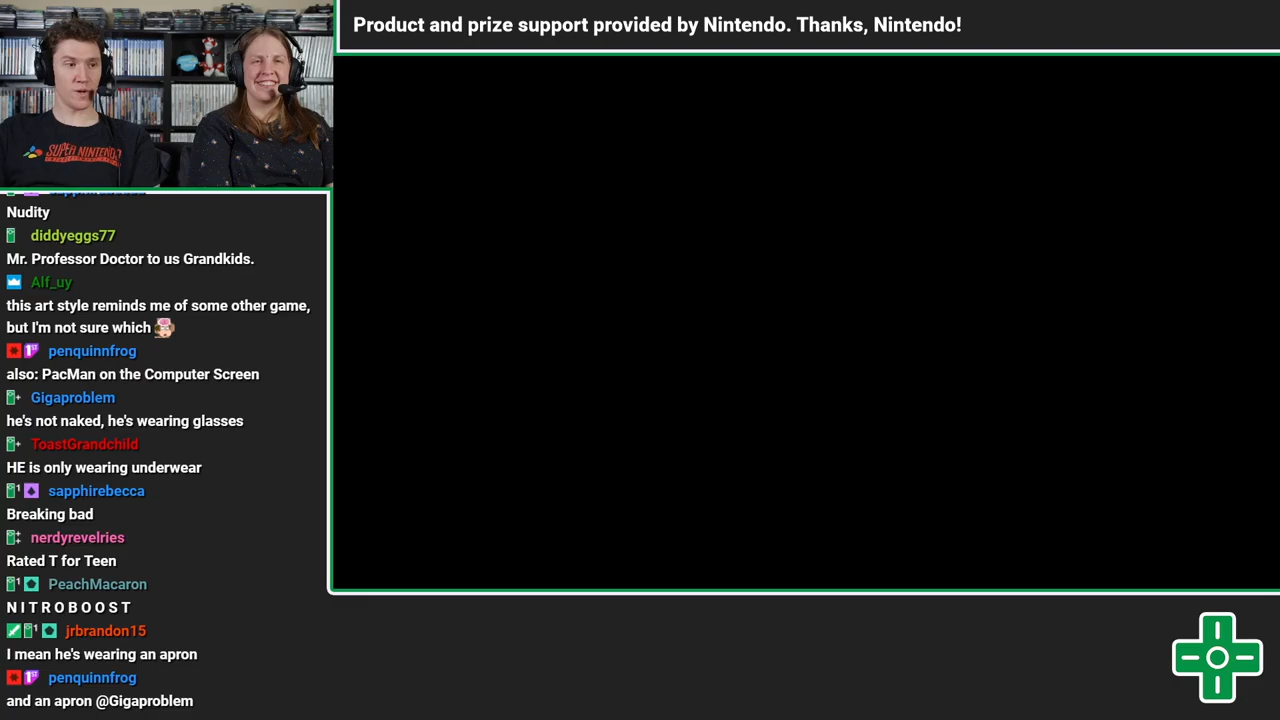 Product and prize support provided by Nintendo. Thanks, Nintendo!
SUPER NINTENDO
Nudity
diddyeggs77
Mr. Professor Doctor to us Grandkids.
Alf_uy
this art style reminds me of some other game,
but I'm not sure which
penquinnfrog
also: PacMan on the Computer Screen
Gigaproblem
he's not naked, he's wearing glasses
ToastGrandchild
HE is only wearing underwear
sapphirebecca
Breaking bad
nerdyrevelries
Rated T for Teen
PeachMacaron
N I T R O B O O S T
jrbrandon15
I mean he's wearing an apron
penquinnfrog
and an apron @Gigaproblem